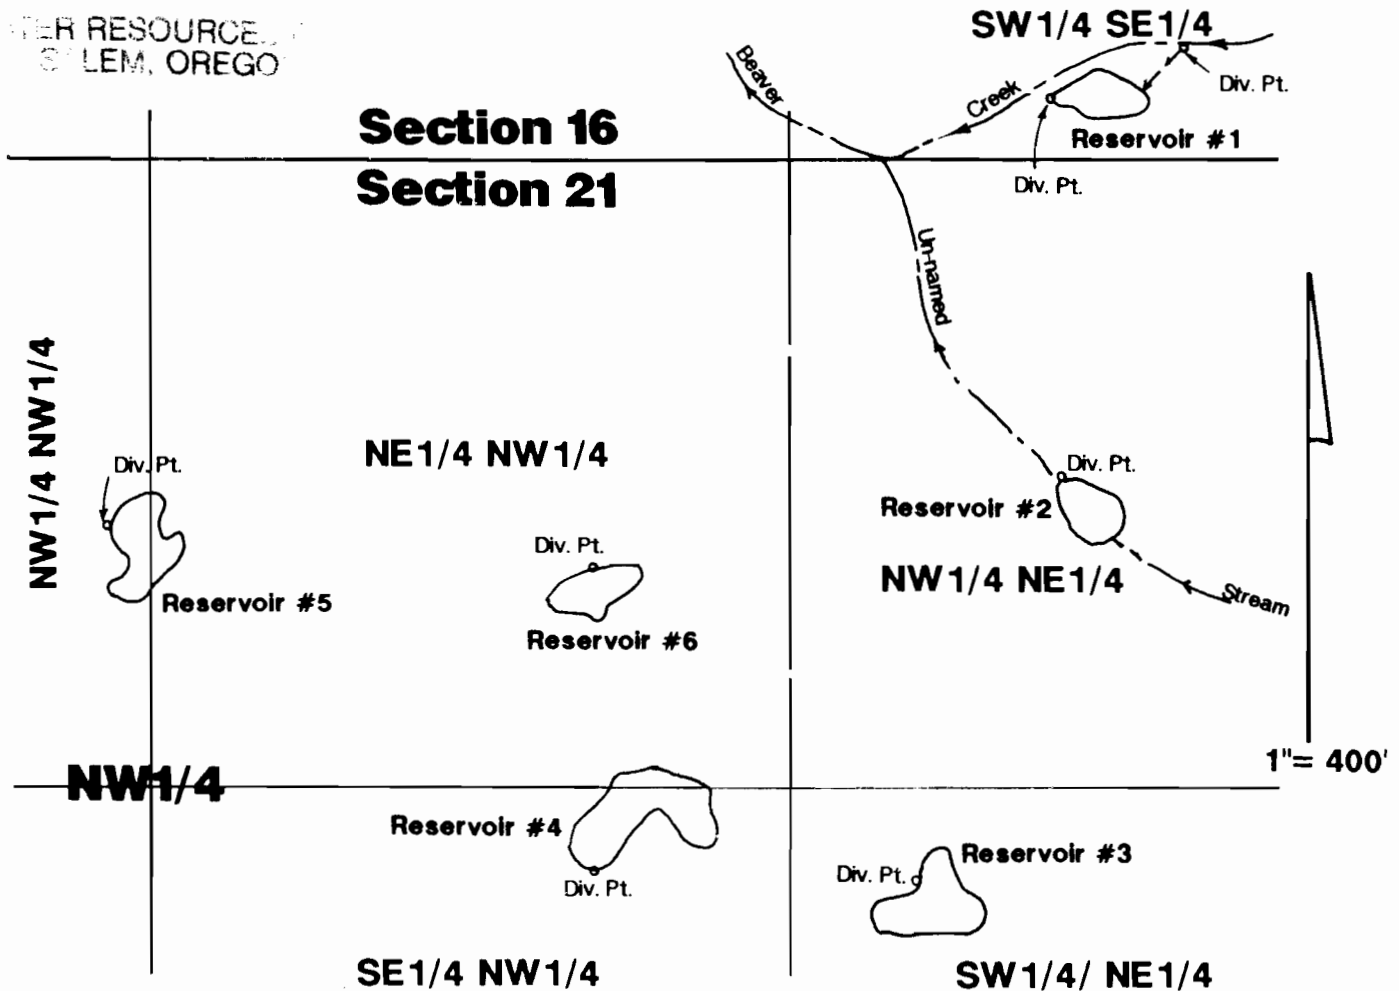 RESOURCE
OREGO
SW1/4 SE1/4
Beaver
Creek
Div. Pt.
Reservoir #1
Div. Pt.
Section 16
Section 21
Un-named
NW1/4 NW1/4
NE1/4 NW1/4
Div. Pt.
Div. Pt.
Reservoir #2
Div. Pt.
NW1/4 NE1/4
Stream
Reservoir #5
Reservoir #6
1"= 400'
NW1/4
Reservoir #4
Div. Pt.
Reservoir #3
Div. Pt.
SE1/4 NW1/4
SW1/4/ NE1/4